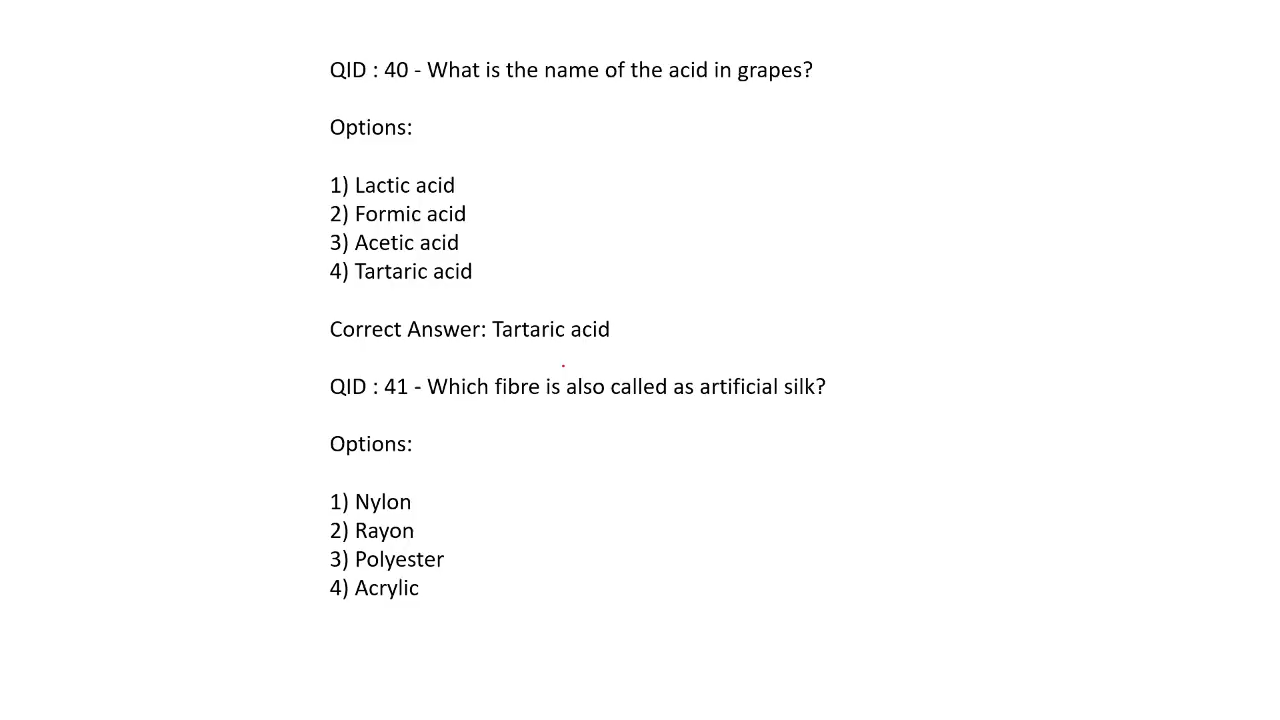 QID : 40 - What is the name of the acid in grapes?
Options:
1) Lactic acid
2) Formic acid
3) Acetic acid
4) Tartaric acid
Correct Answer: Tartaric acid
QID : 41 - Which fibre is also called as artificial silk?
Options:
1) Nylon
2) Rayon
3) Polyester
4) Acrylic